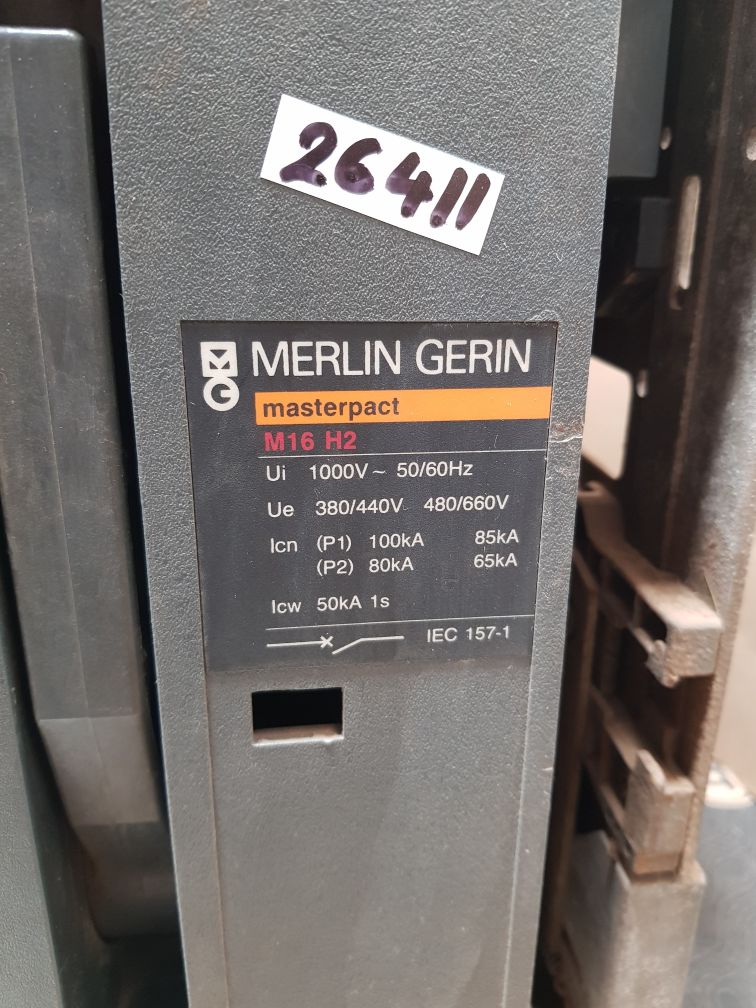 26411
MG MERLIN GERIN
masterpact
M16 H2
Ui 1000V ~ 50/60Hz
Ue 380/440V 480/660V
Icn (P1) 100kA 85kA
(P2) 80kA 65kA
Icw 50kA 1s
IEC 157-1